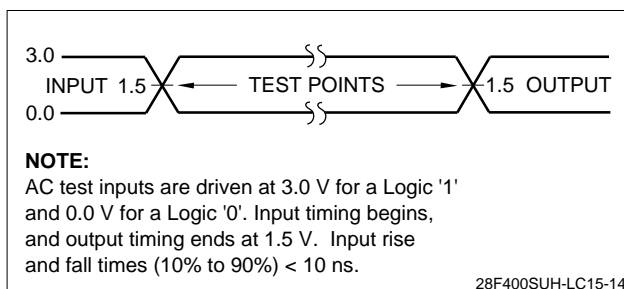 3.0
INPUT 1.5 TEST POINTS 1.5 OUTPUT
0.0
NOTE:
AC test inputs are driven at 3.0 V for a Logic '1'
and 0.0 V for a Logic '0'. Input timing begins,
and output timing ends at 1.5 V. Input rise
and fall times (10% to 90%) < 10 ns.
28F400SUH-LC15-14